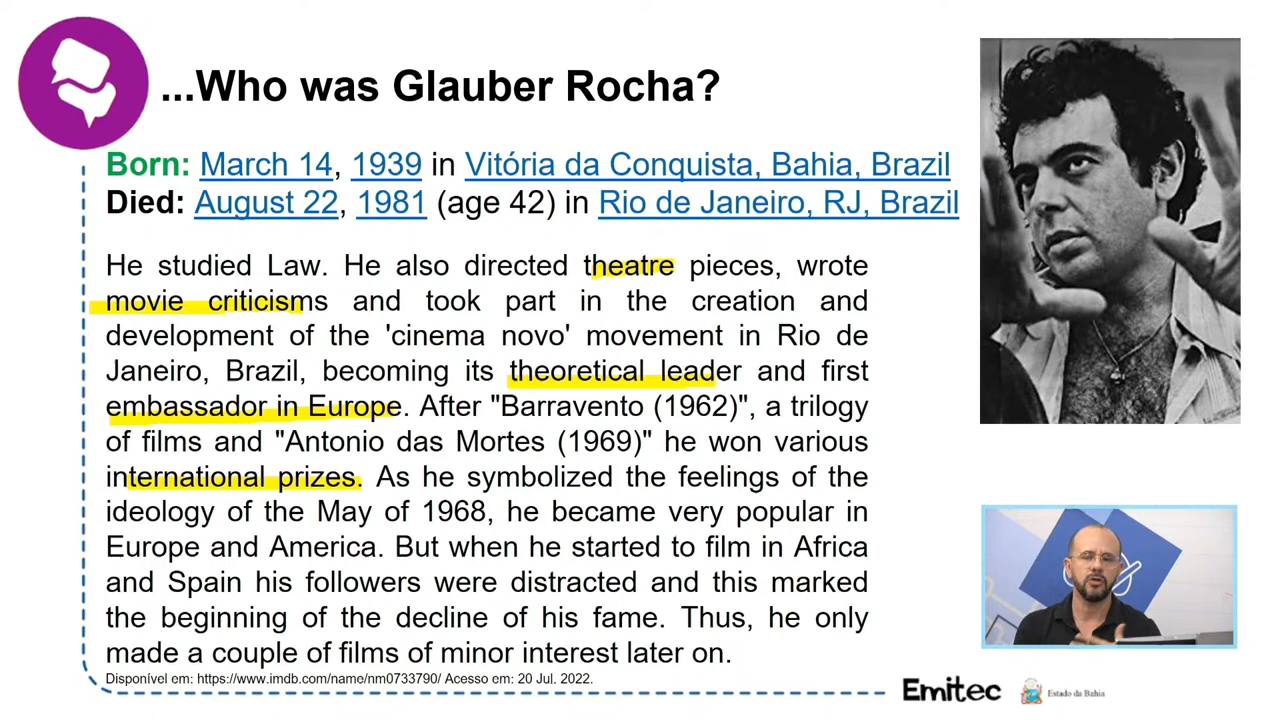 ...Who was Glauber Rocha?
Born: March 14, 1939 in Vitória da Conquista, Bahia, Brazil
Died: August 22, 1981 (age 42) in Rio de Janeiro, RJ, Brazil
He studied Law. He also directed theatre pieces, wrote
movie criticisms and took part in the creation and
development of the 'cinema novo' movement in Rio de
Janeiro, Brazil, becoming its theoretical leader and first
embassador in Europe. After "Barravento (1962)", a trilogy
of films and "Antonio das Mortes (1969)" he won various
international prizes. As he symbolized the feelings of the
ideology of the May of 1968, he became very popular in
Europe and America. But when he started to film in Africa
and Spain his followers were distracted and this marked
the beginning of the decline of his fame. Thus, he only
made a couple of films of minor interest later on.
Disponível em: https://www.imdb.com/name/nm0733790/ Acesso em: 20 Jul. 2022.
Emitec
Estado da Bahia